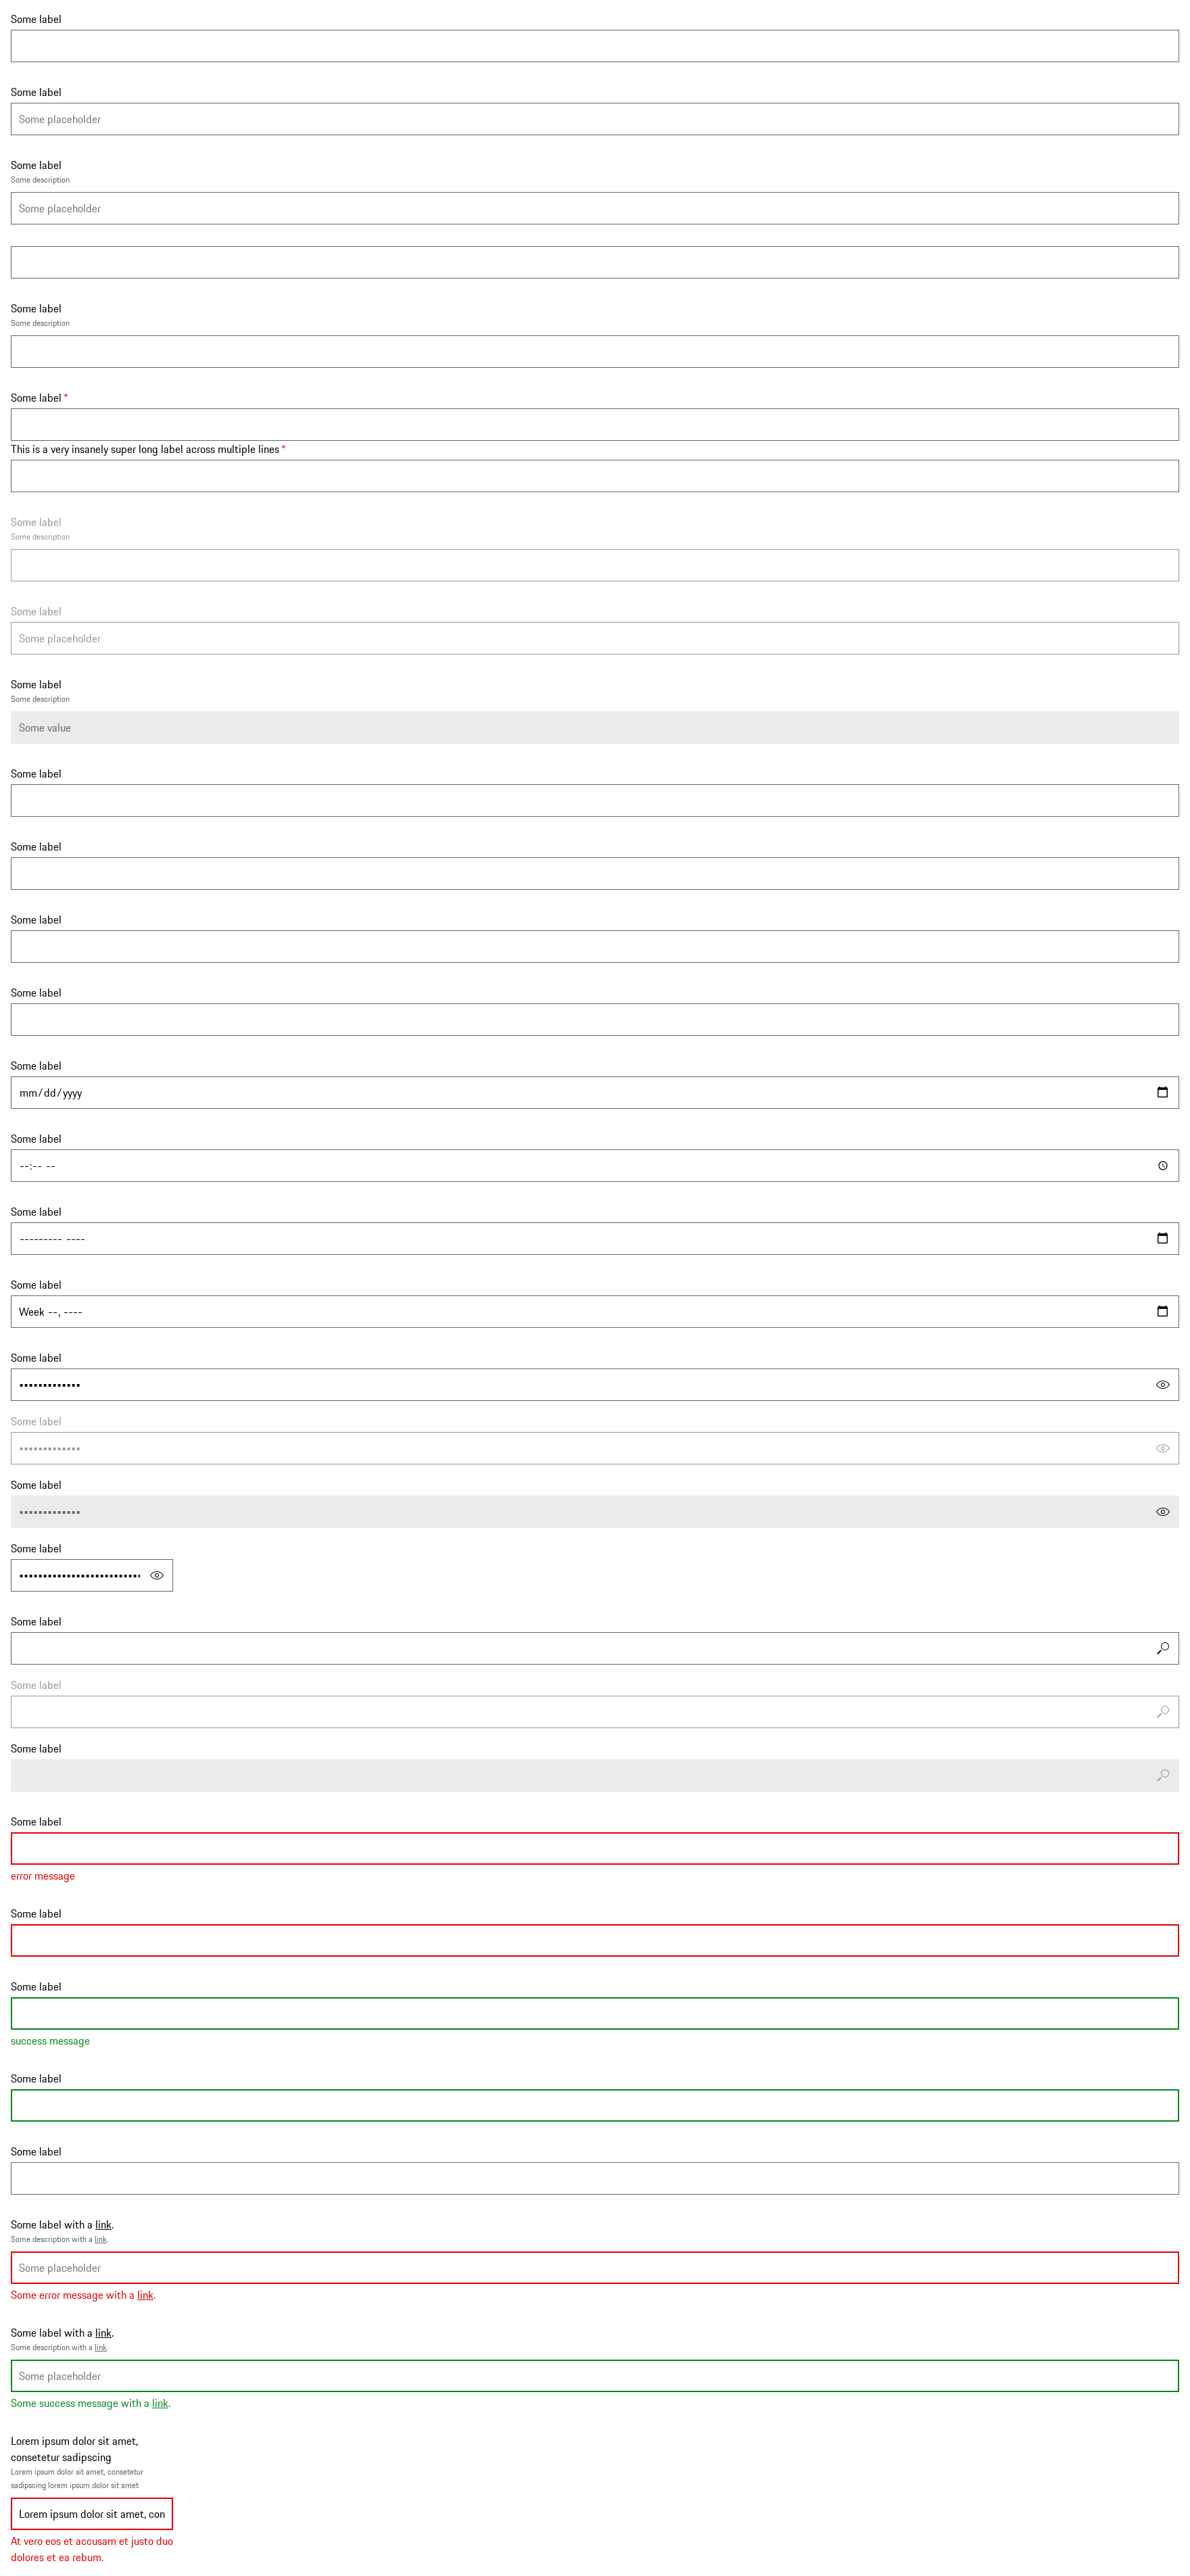 Some label
Some label
Some placeholder
Some label
Some description
Some placeholder
Some label
Some description
Some label *
This is a very insanely super long label across multiple lines *
Some label
Some description
Some label
Some placeholder
Some label
Some description
Some value
Some label
Some label
Some label
Some label
Some label
mm/dd/yyyy
Some label
--:-- --
Some label
--------- ----
Some label
Week --, ----
Some label
Some label
Some label
Some label
Some label
Some label
Some label
Some label
error message
Some label
Some label
success message
Some label
Some label
Some label with a link.
Some description with a link.
Some placeholder
Some error message with a link.
Some label with a link.
Some description with a link.
Some placeholder
Some success message with a link.
Lorem ipsum dolor sit amet,
consetetur sadipscing
Lorem ipsum dolor sit amet, consetetur
sadipscing lorem ipsum dolor sit amet
Lorem ipsum dolor sit amet, con
At vero eos et accusam et justo duo
dolores et ea rebum.